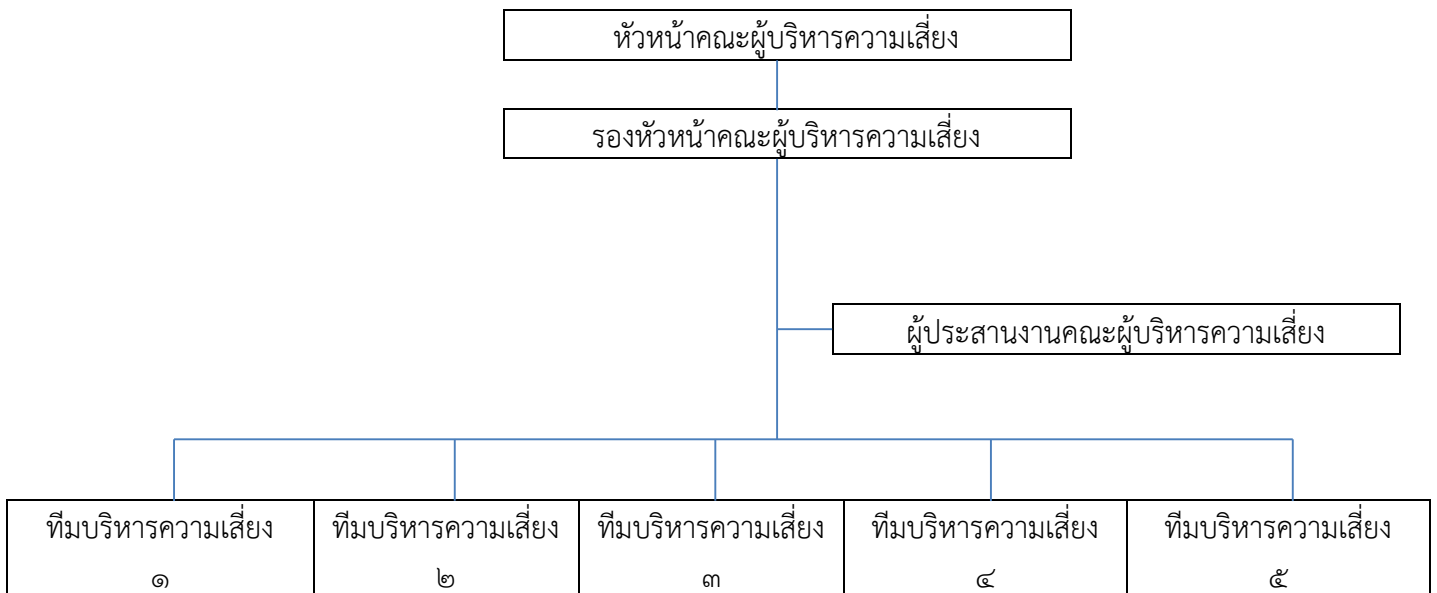 หัวหน้าคณะผู้บริหารความเสี่ยง
รองหัวหน้าคณะผู้บริหารความเสี่ยง
ผู้ประสานงานคณะผู้บริหารความเสี่ยง
ทีมบริหารความเสี่ยง
๑
ทีมบริหารความเสี่ยง
๒
ทีมบริหารความเสี่ยง
๓
ทีมบริหารความเสี่ยง
๔
ทีมบริหารความเสี่ยง
๕